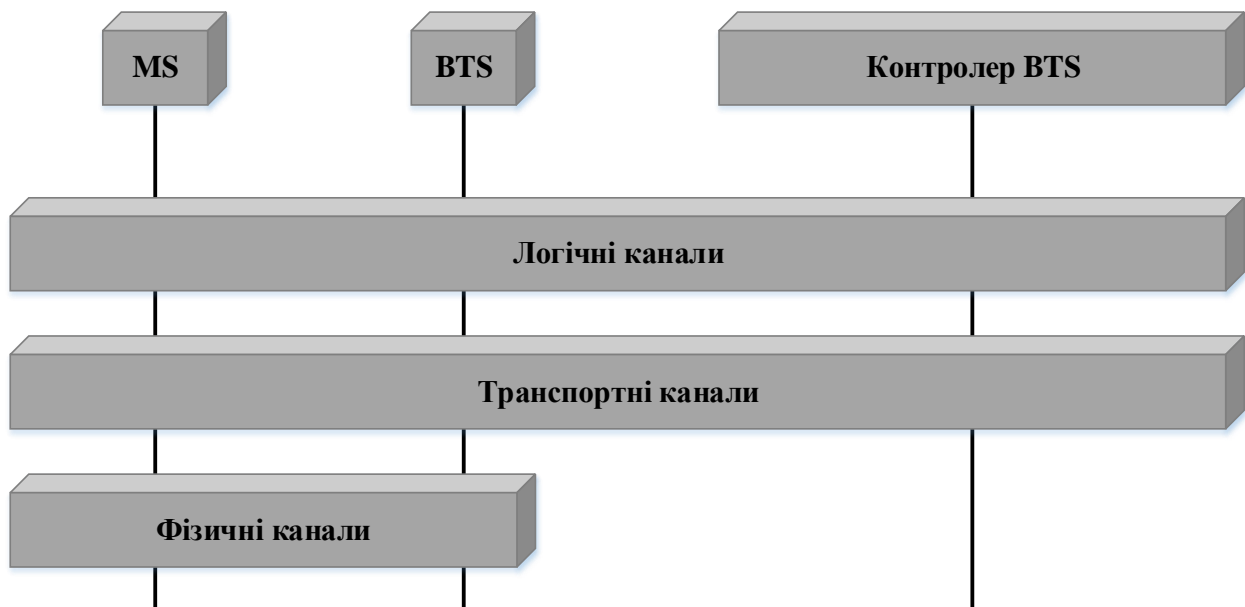 MS
BTS
Контролер BTS
Логічні канали
Транспортні канали
Фізичні канали